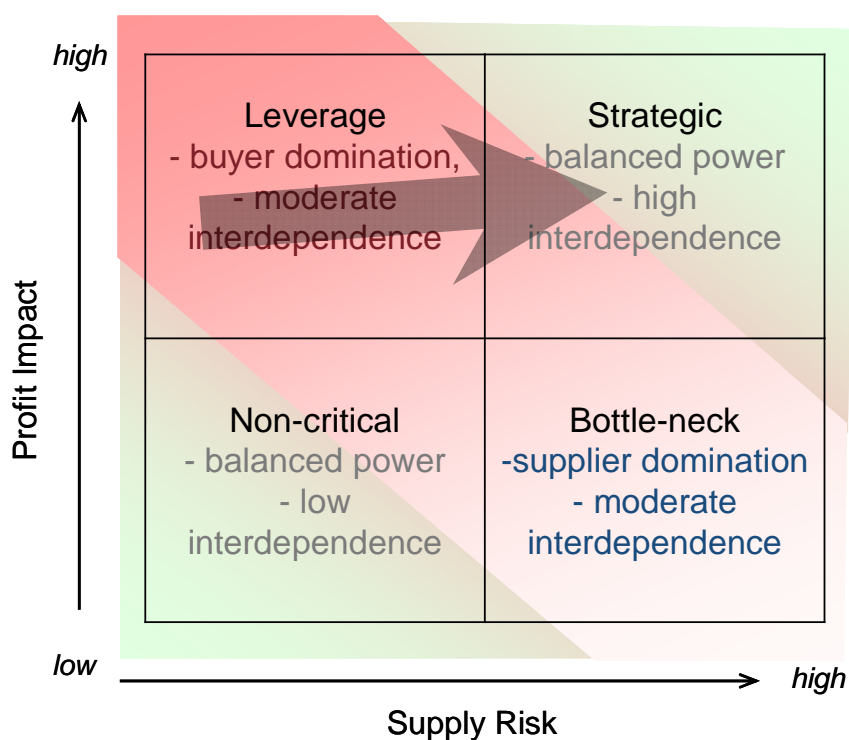 high
Leverage
- buyer domination,
- moderate
interdependence
Strategic
- balanced power
- high
interdependence
Profit Impact
Non-critical
- balanced power
- low
interdependence
Bottle-neck
-supplier domination
- moderate
interdependence
low
high
Supply Risk